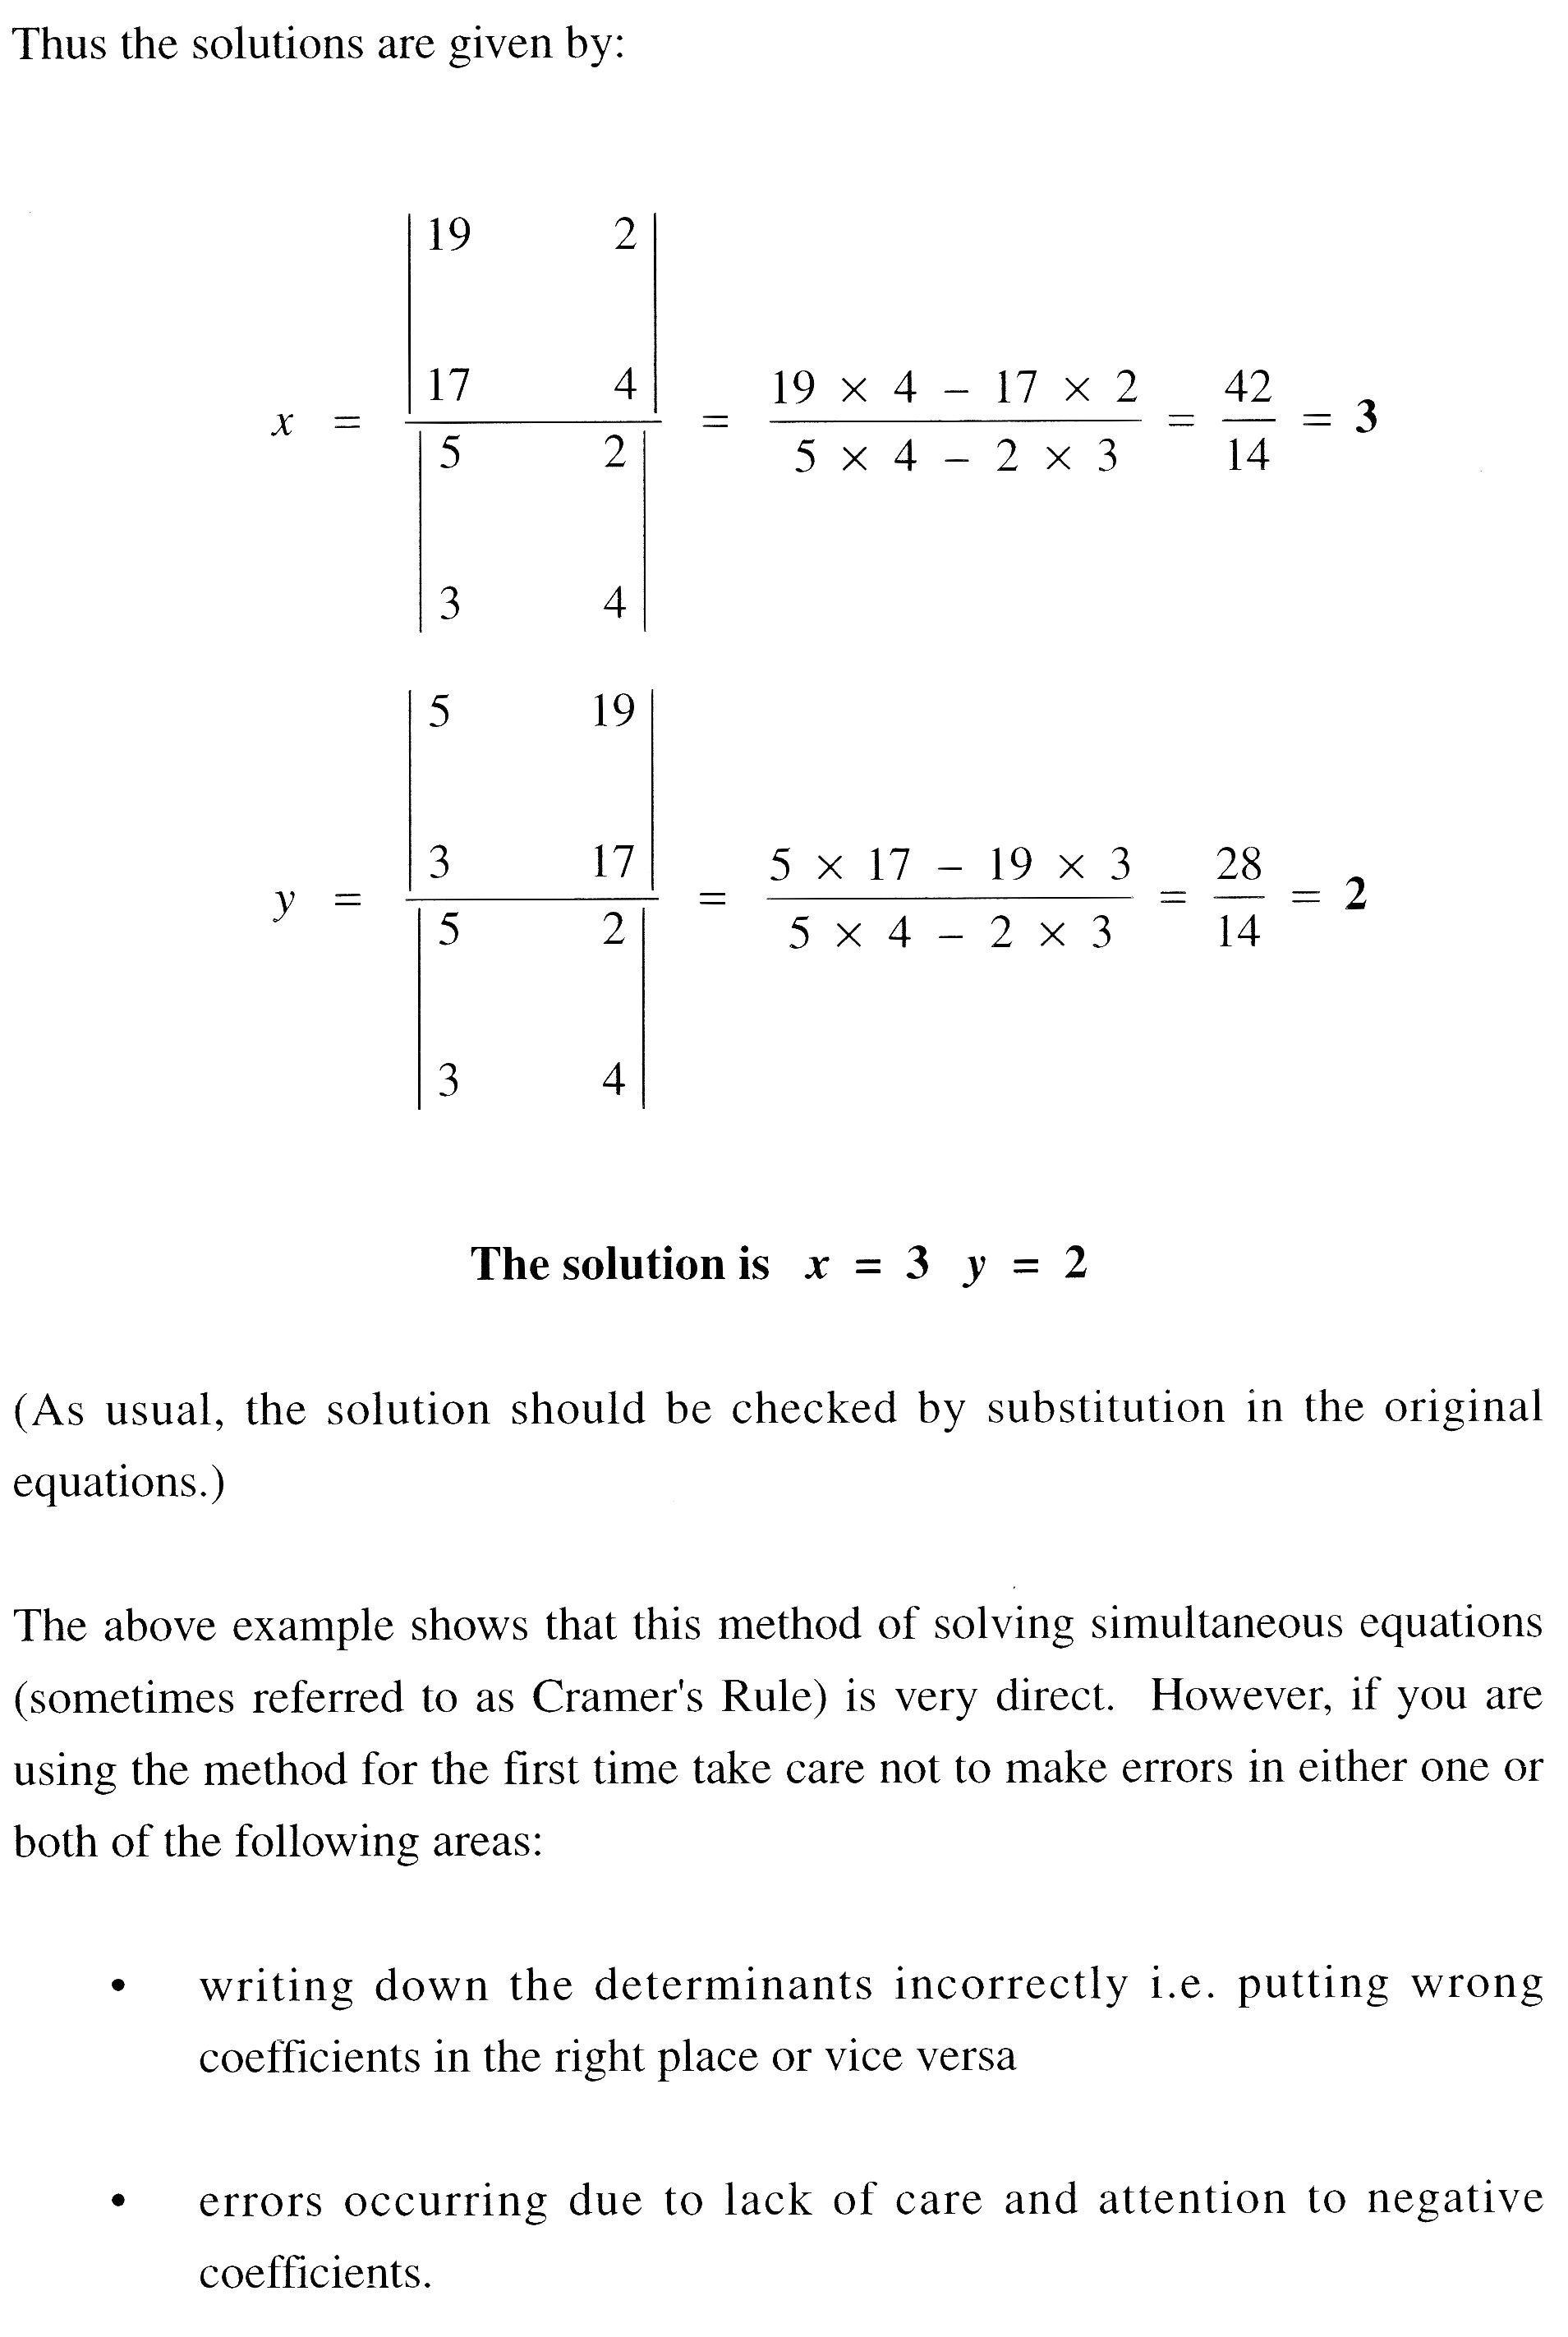 Thus the solutions are given by:
19 2
17 4
x = = 19 × 4 – 17 × 2 = 42 = 3
5 2 5 × 4 – 2 × 3 14
3 4
5 19
3 17
y = = 5 × 17 – 19 × 3 = 28 = 2
5 2 5 × 4 – 2 × 3 14
3 4
The solution is x = 3 y = 2
(As usual, the solution should be checked by substitution in the original
equations.)
The above example shows that this method of solving simultaneous equations
(sometimes referred to as Cramer's Rule) is very direct. However, if you are
using the method for the first time take care not to make errors in either one or
both of the following areas:
• writing down the determinants incorrectly i.e. putting wrong
coefficients in the right place or vice versa
• errors occurring due to lack of care and attention to negative
coefficients.